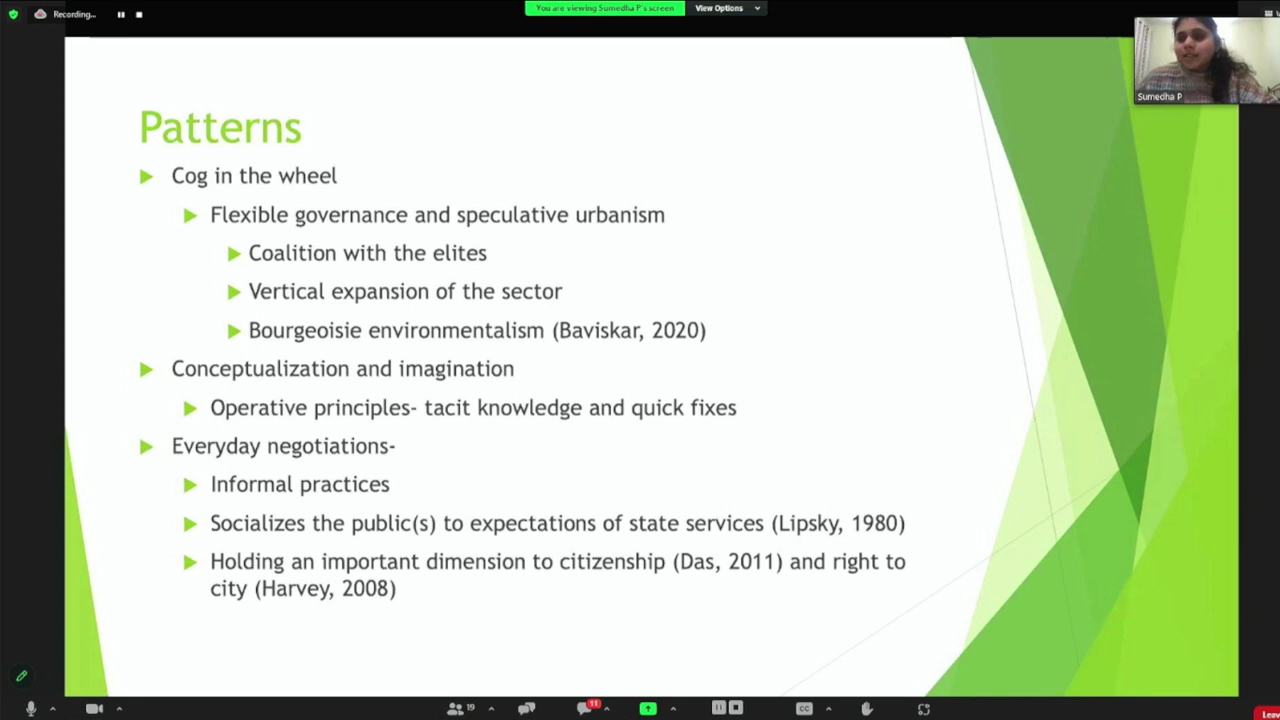 Recording...
You are viewing Sumedha P's screen
View Options
Sumedha P
Patterns
Cog in the wheel
Flexible governance and speculative urbanism
Coalition with the elites
Vertical expansion of the sector
Bourgeoisie environmentalism (Baviskar, 2020)
Conceptualization and imagination
Operative principles- tacit knowledge and quick fixes
Everyday negotiations-
Informal practices
Socializes the public(s) to expectations of state services (Lipsky, 1980)
Holding an important dimension to citizenship (Das, 2011) and right to
city (Harvey, 2008)
19
11
CC
Leav